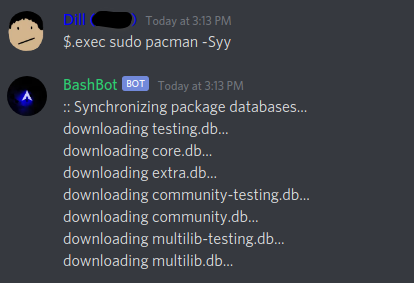 Dill ( ) Today at 3:13 PM
$.exec sudo pacman -Syy
BashBot BOT Today at 3:13 PM
:: Synchronizing package databases...
downloading testing.db...
downloading core.db...
downloading extra.db...
downloading community-testing.db...
downloading community.db...
downloading multilib-testing.db...
downloading multilib.db...